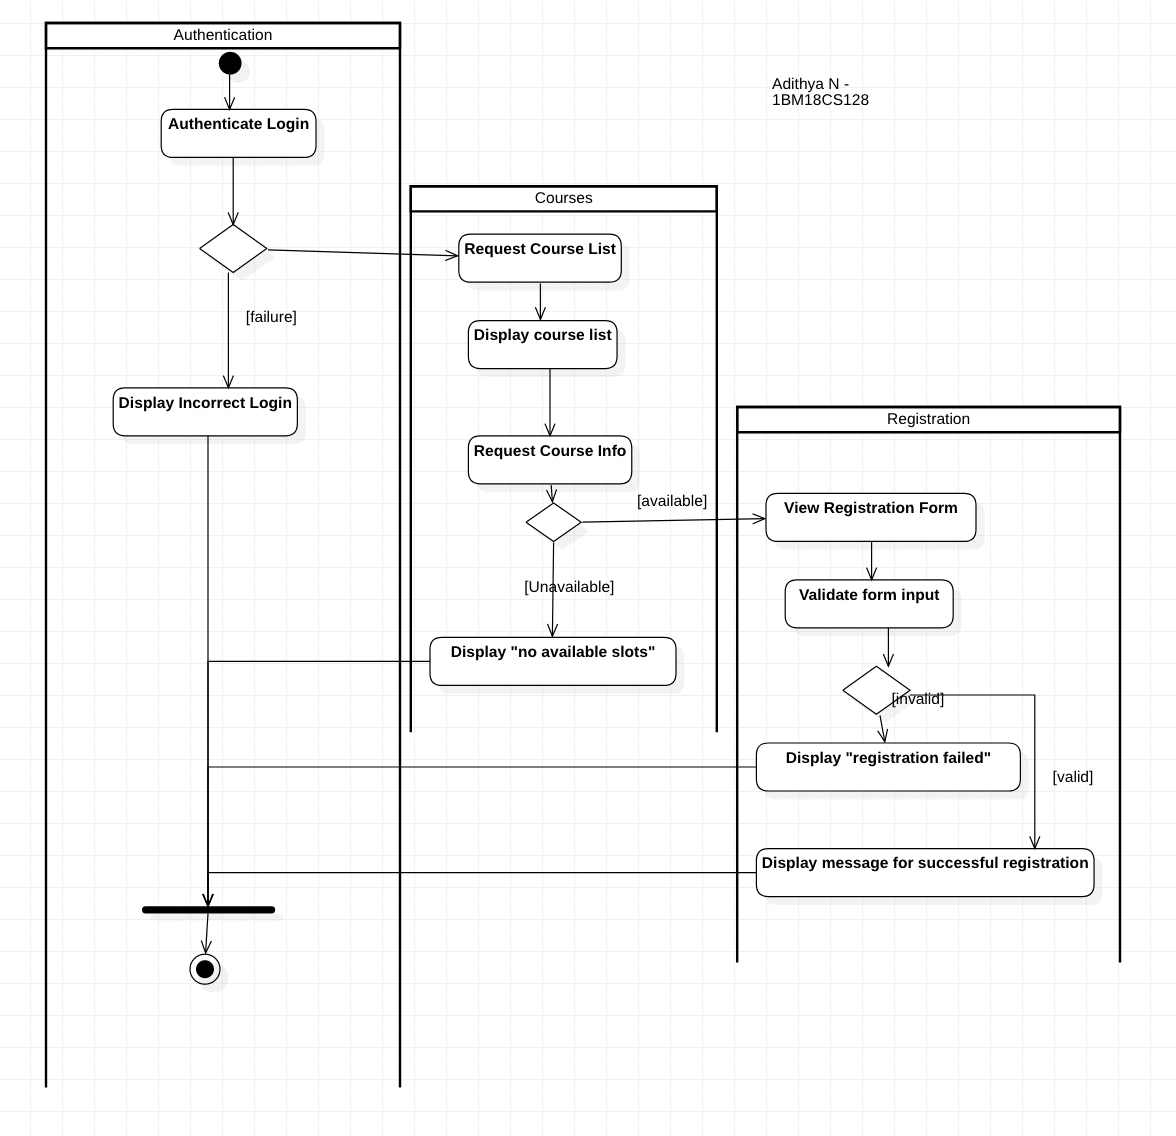 Authentication
Adithya N -
1BM18CS128
Authenticate Login
Courses
Request Course List
[failure]
Display course list
Display Incorrect Login
Registration
Request Course Info
[available]
View Registration Form
[Unavailable]
Validate form input
Display "no available slots"
[invalid]
Display "registration failed"
[valid]
Display message for successful registration